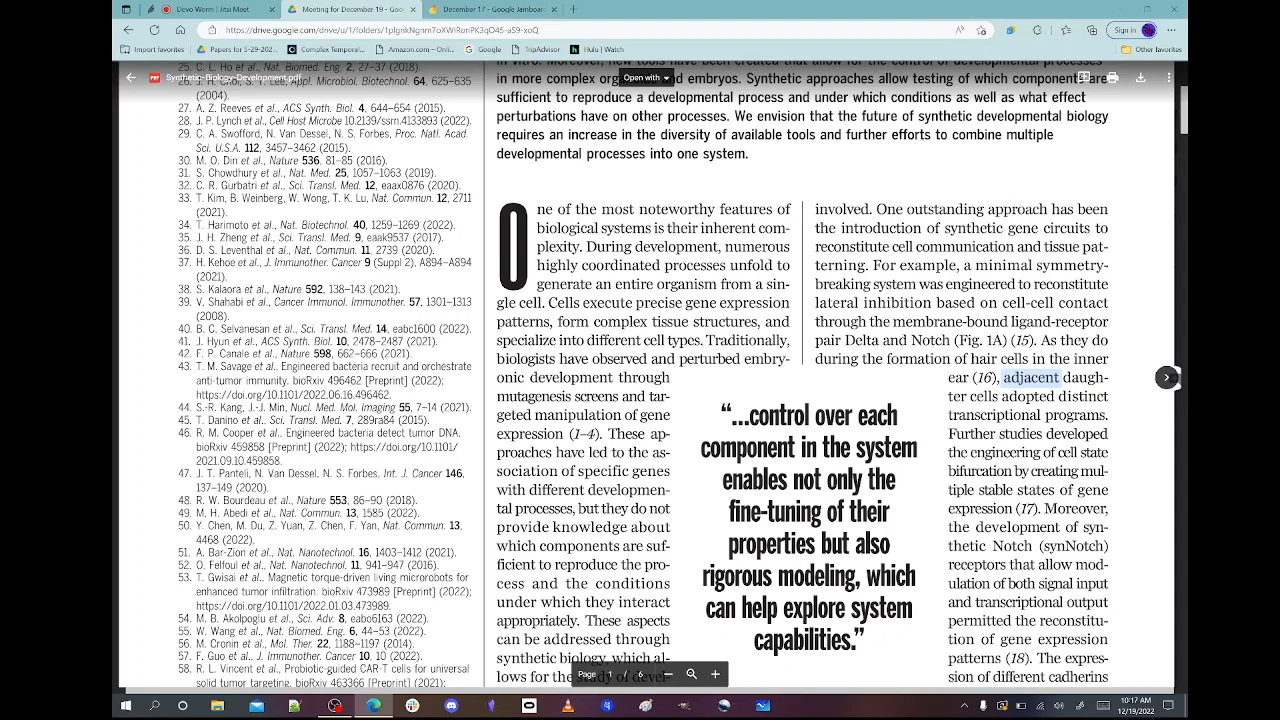 Devo Worm | Jitsi Meet
Meeting for December 19 - Google
December 17 - Google Jamboard
https://drive.google.com/drive/u/1/folders/1plgnkNgnm7oXWIRonPK3qO45-aS9-xoQ
Sign in
Import favorites
Papers for 5-29-202...
Complex Temporal...
Amazon.com – Onli...
Google
TripAdvisor
Hulu | Watch
Other favorites
Synthetic-Biology-Development.pdf
Open with
25. C. L. Ho et al., Nat. Biomed. Eng. 2, 27–37 (2018).
Appl. Microbiol. Biotechnol. 64, 625–635
(2004).
27. A. Z. Reeves et al., ACS Synth. Biol. 4, 644–654 (2015).
28. J. P. Lynch et al., Cell Host Microbe 10.2139/ssrn.4133893 (2022).
29. C. A. Swofford, N. Van Dessel, N. S. Forbes, Proc. Natl. Acad.
Sci. U.S.A. 112, 3457–3462 (2015).
30. M. O. Din et al., Nature 536, 81–85 (2016).
31. S. Chowdhury et al., Nat. Med. 25, 1057–1063 (2019).
32. C. R. Gurbatri et al., Sci. Transl. Med. 12, eaax0876 (2020).
33. T. Kim, B. Weinberg, W. Wong, T. K. Lu, Nat. Commun. 12, 2711
(2021).
34. T. Harimoto et al., Nat. Biotechnol. 40, 1259–1269 (2022).
35. J. H. Zheng et al., Sci. Transl. Med. 9, eaak9537 (2017).
36. D. S. Leventhal et al., Nat. Commun. 11, 2739 (2020).
37. H. Kehoe et al., J. Immunother. Cancer 9 (Suppl 2), A894–A894
(2021).
38. S. Kalaora et al., Nature 592, 138–143 (2021).
39. V. Shahabi et al., Cancer Immunol. Immunother. 57, 1301–1313
(2008).
40. B. C. Selvanesan et al., Sci. Transl. Med. 14, eabc1600 (2022).
41. J. Hyun et al., ACS Synth. Biol. 10, 2478–2487 (2021).
42. F. P. Canale et al., Nature 598, 662–666 (2021).
43. T. M. Savage et al., Engineered bacteria recruit and orchestrate
anti-tumor immunity. bioRxiv 496462 [Preprint] (2022);
https://doi.org/10.1101/2022.06.16.496462.
44. S.-R. Kang, J.-J. Min, Nucl. Med. Mol. Imaging 55, 7–14 (2021).
45. T. Danino et al., Sci. Transl. Med. 7, 289ra84 (2015).
46. R. M. Cooper et al., Engineered bacteria detect tumor DNA.
bioRxiv 459858 [Preprint] (2022); https://doi.org/10.1101/
2021.09.10.459858.
47. J. T. Panteli, N. Van Dessel, N. S. Forbes, Int. J. Cancer 146,
137–149 (2020).
48. R. W. Bourdeau et al., Nature 553, 86–90 (2018).
49. M. H. Abedi et al., Nat. Commun. 13, 1585 (2022).
50. Y. Chen, M. Du, Z. Yuan, Z. Chen, F. Yan, Nat. Commun. 13,
4468 (2022).
51. A. Bar-Zion et al., Nat. Nanotechnol. 16, 1403–1412 (2021).
52. O. Felfoul et al., Nat. Nanotechnol. 11, 941–947 (2016).
53. T. Gwisai et al., Magnetic torque-driven living microrobots for
enhanced tumor infiltration. bioRxiv 473989 [Preprint] (2022);
https://doi.org/10.1101/2022.01.03.473989.
54. M. B. Akolpoglu et al., Sci. Adv. 8, eabo6163 (2022).
55. W. Wang et al., Nat. Biomed. Eng. 6, 44–53 (2022).
56. M. Cronin et al., Mol. Ther. 22, 1188–1197 (2014).
57. F. Guo et al., J. Immunother. Cancer 10, 10 (2022).
58. R. L. Vincent et al., Probiotic-guided CAR-T cells for universal
solid tumor targeting. bioRxiv 463366 [Preprint] (2021);
in vitro. Moreover, new tools have been created that allow for the control of developmental processes
in more complex and embryos. Synthetic approaches allow testing of which components are
sufficient to reproduce a developmental process and under which conditions as well as what effect
perturbations have on other processes. We envision that the future of synthetic developmental biology
requires an increase in the diversity of available tools and further efforts to combine multiple
developmental processes into one system.
One of the most noteworthy features of
biological systems is their inherent com-
plexity. During development, numerous
highly coordinated processes unfold to
generate an entire organism from a sin-
gle cell. Cells execute precise gene expression
patterns, form complex tissue structures, and
specialize into different cell types. Traditionally,
biologists have observed and perturbed embry-
onic development through
mutagenesis screens and tar-
geted manipulation of gene
expression (1–4). These ap-
proaches have led to the as-
sociation of specific genes
with different developmen-
tal processes, but they do not
provide knowledge about
which components are suf-
ficient to reproduce the pro-
cess and the conditions
under which they interact
appropriately. These aspects
can be addressed through
synthetic biology, which al-
lows for the study of devel-
“...control over each
component in the system
enables not only the
fine-tuning of their
properties but also
rigorous modeling, which
can help explore system
capabilities.”
involved. One outstanding approach has been
the introduction of synthetic gene circuits to
reconstitute cell communication and tissue pat-
terning. For example, a minimal symmetry-
breaking system was engineered to reconstitute
lateral inhibition based on cell-cell contact
through the membrane-bound ligand-receptor
pair Delta and Notch (Fig. 1A) (15). As they do
during the formation of hair cells in the inner
ear (16), adjacent daugh-
ter cells adopted distinct
transcriptional programs.
Further studies developed
the engineering of cell state
bifurcation by creating mul-
tiple stable states of gene
expression (17). Moreover,
the development of syn-
thetic Notch (synNotch)
receptors that allow mod-
ulation of both signal input
and transcriptional output
permitted the reconstitu-
tion of gene expression
patterns (18). The expres-
sion of different cadherins
Page 1 / 6
10:17 AM
12/19/2022